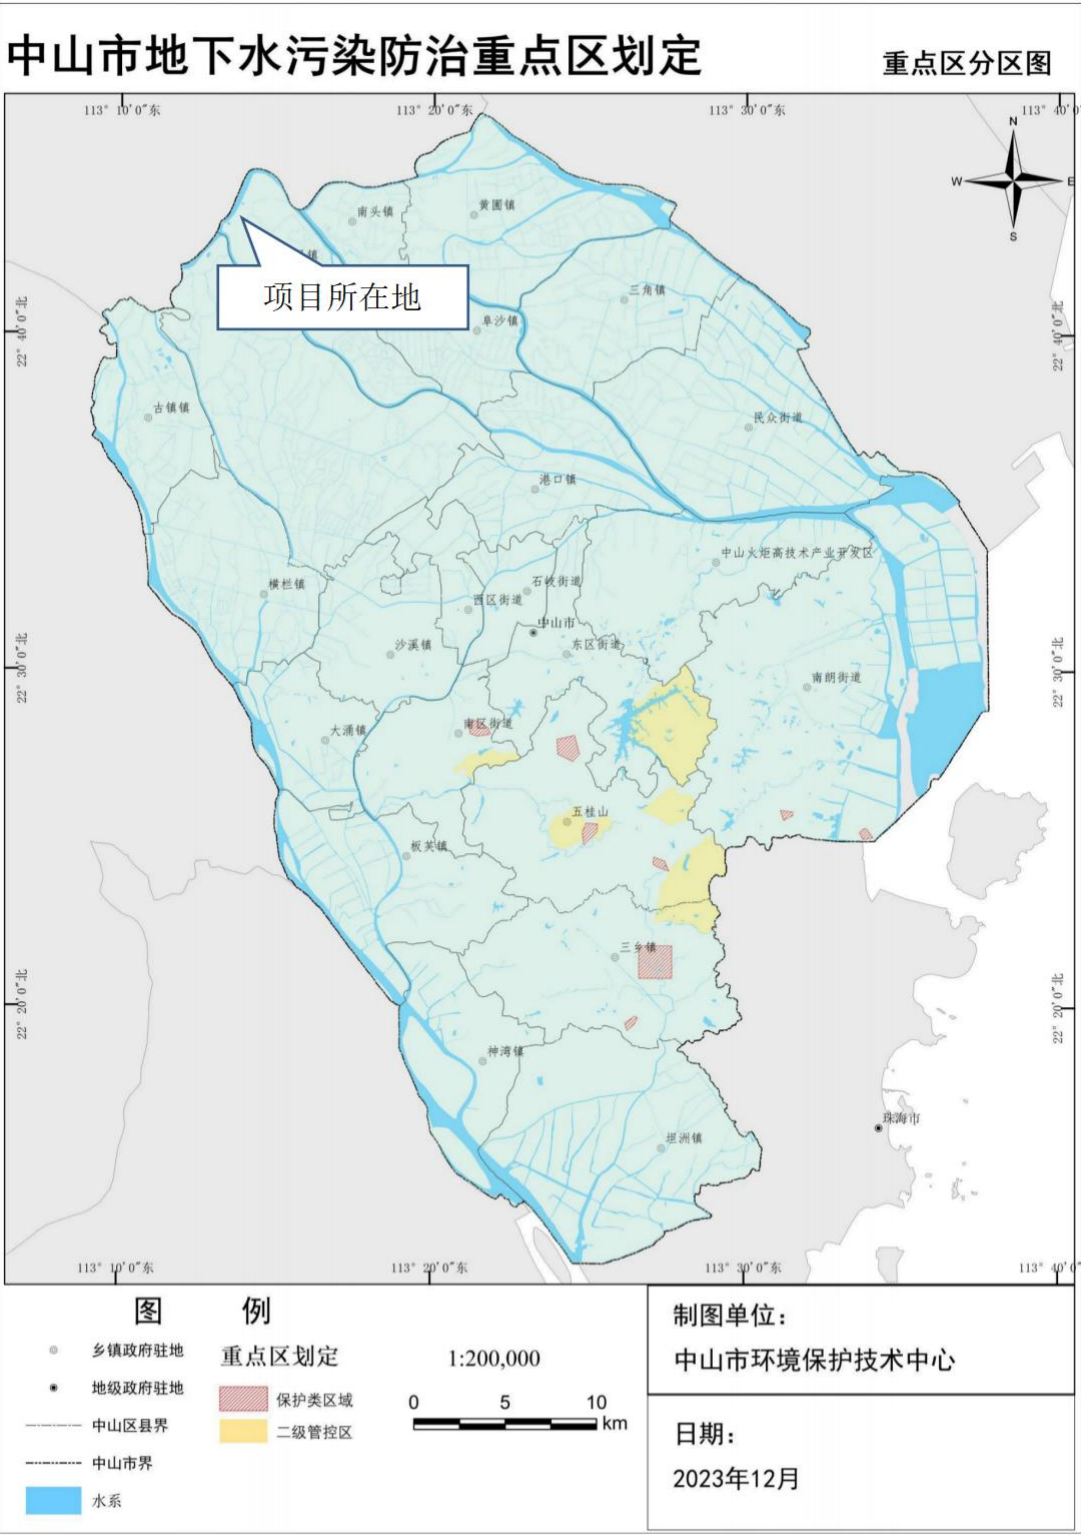 中山市地下水污染防治重点区划定
重点区分区图
113° 10′0″东
113° 20′0″东
113° 30′0″东
113° 40′0″
N
W
E
S
南头镇
黄圃镇
镇
项目所在地
三角镇
阜沙镇
22° 40′0″北
22° 40′0″北
古镇镇
民众街道
港口镇
中山火炬高技术产业开发区
横栏镇
石岐街道
西区街道
中山市
沙溪镇
东区街道
22° 30′0″北
22° 30′0″北
南朗街道
大涌镇
南区街道
五桂山
板芙镇
三乡镇
22° 20′0″北
22° 20′0″北
神湾镇
珠海市
坦洲镇
113° 10′0″东
113° 20′0″东
113° 30′0″东
113° 40′0″
图 例
乡镇政府驻地
地级政府驻地
中山区县界
中山市界
水系
重点区划定
保护类区域
二级管控区
1:200,000
0 5 10
km
制图单位：
中山市环境保护技术中心
日期：
2023年12月